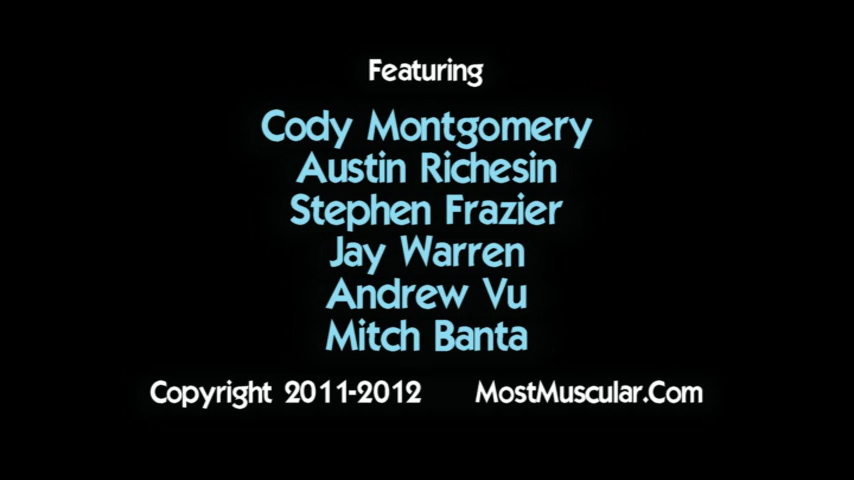 Featuring
Cody Montgomery
Austin Richesin
Stephen Frazier
Jay Warren
Andrew Vu
Mitch Banta
Copyright 2011-2012 MostMuscular.Com